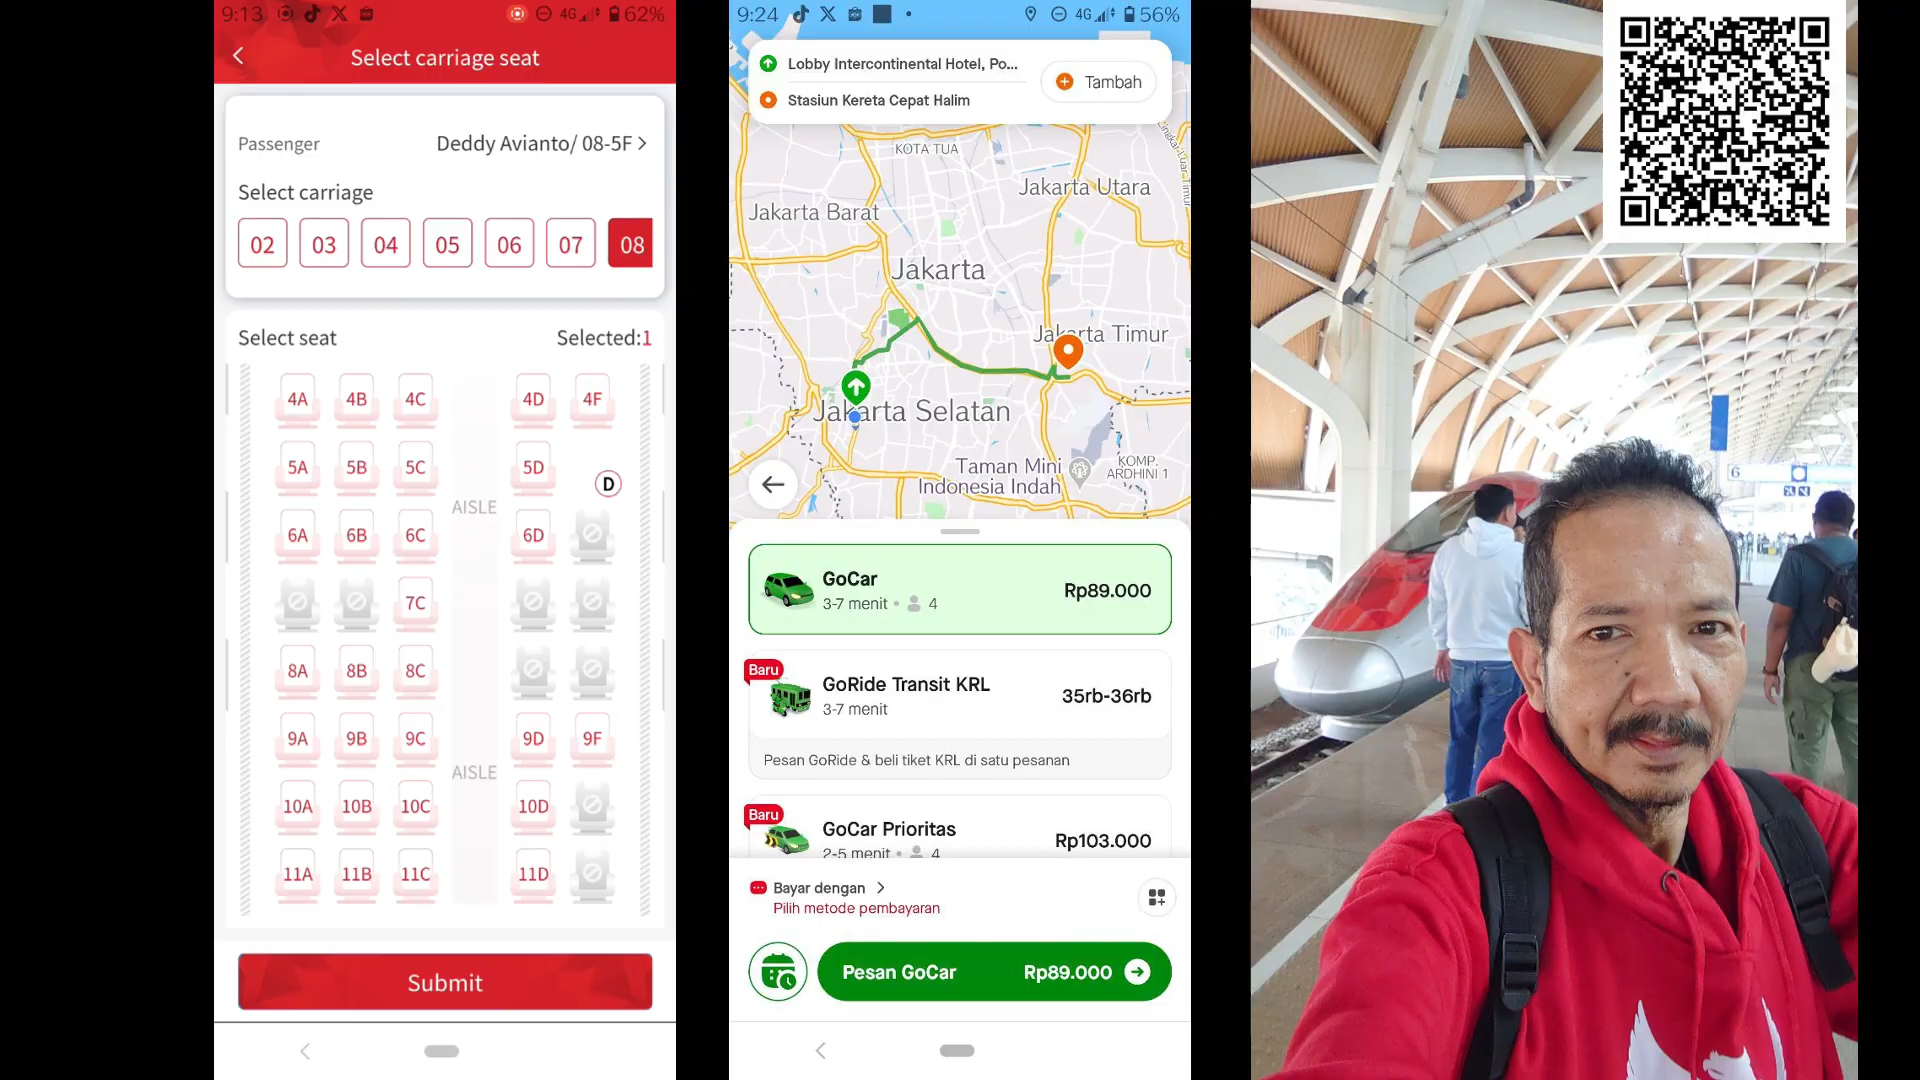 9:13
4G
62%
Select carriage seat
Passenger
Deddy Avianto/ 08-5F
Select carriage
02 03 04 05 06 07 08
Select seat
Selected:1
4A 4B 4C 4D 4F
5A 5B 5C 5D D
AISLE
6A 6B 6C 6D
7C
8A 8B 8C
9A 9B 9C 9D 9F
AISLE
10A 10B 10C 10D
11A 11B 11C 11D
Submit
9:24
4G
56%
Lobby Intercontinental Hotel, Po...
Stasiun Kereta Cepat Halim
Tambah
KOTA TUA
Lingkar Luar Timur
Jakarta Utara
Jakarta Barat
Jakarta
Jakarta Timur
Jakarta Selatan
Taman Mini
Indonesia Indah
KOMP.
ARDHINI 1
GoCar
3-7 menit • 4
Rp89.000
Baru
GoRide Transit KRL
3-7 menit
35rb-36rb
Pesan GoRide & beli tiket KRL di satu pesanan
Baru
GoCar Prioritas
2-5 menit • 4
Rp103.000
Bayar dengan
Pilih metode pembayaran
Pesan GoCar
Rp89.000
6